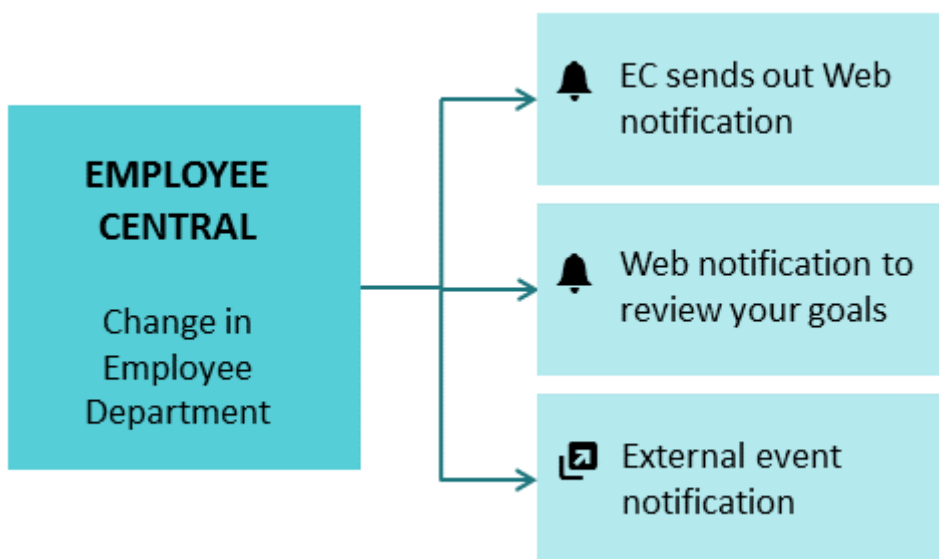 EMPLOYEE
CENTRAL
Change in
Employee
Department
EC sends out Web
notification
Web notification to
review your goals
External event
notification